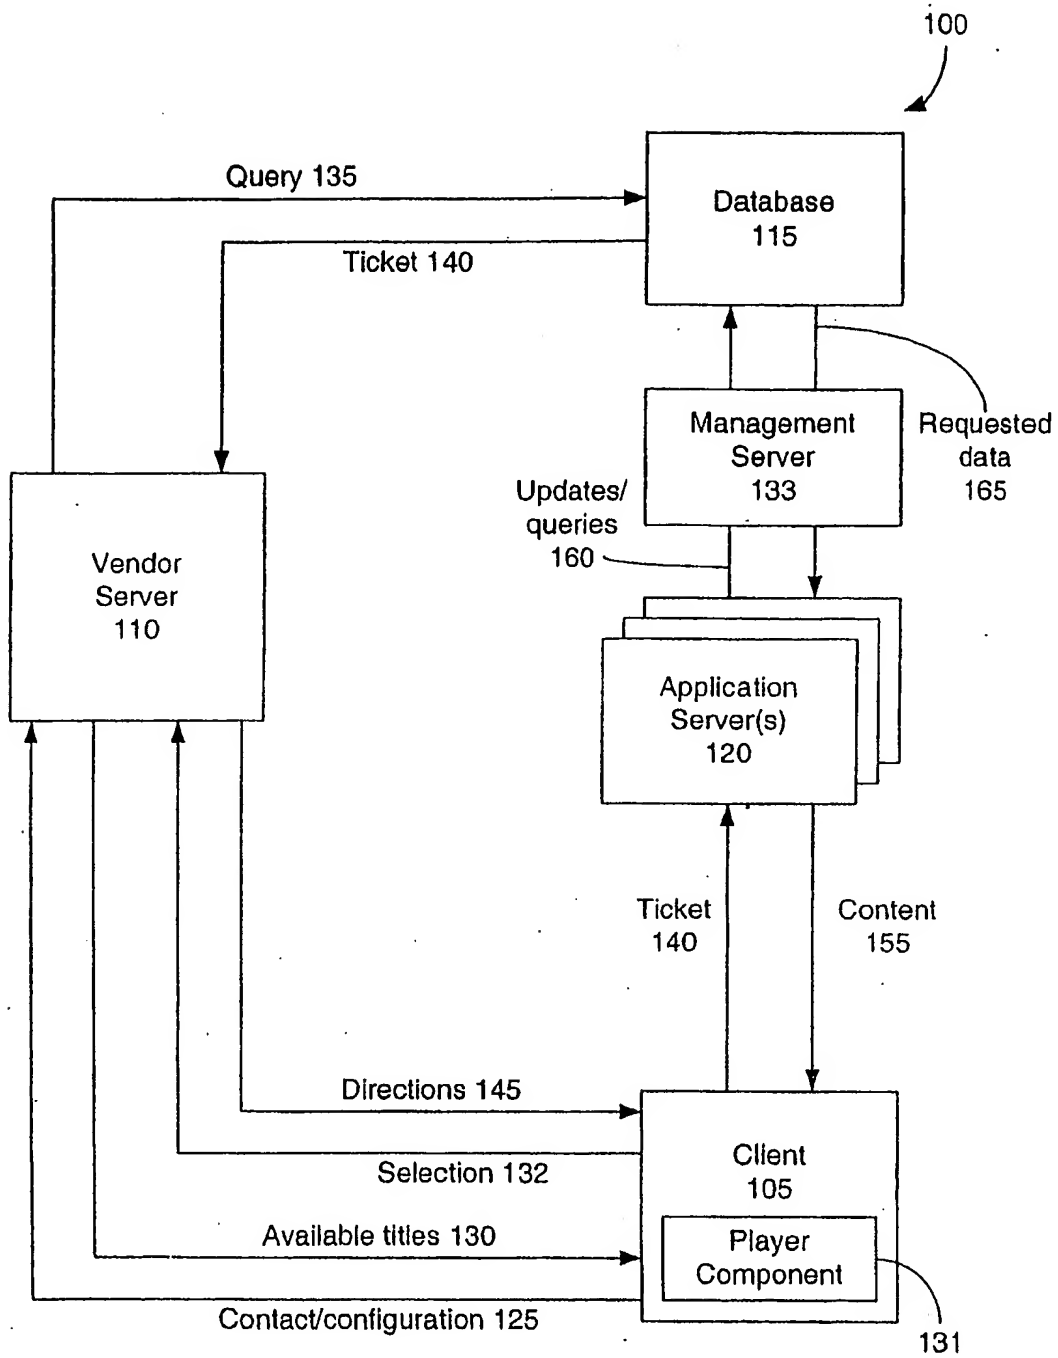 100
Query 135
Database
115
Ticket 140
Management
Server
133
Requested
data
165
Updates/
queries
160
Vendor
Server
110
Application
Server(s)
120
Ticket
140
Content
155
Directions 145
Client
105
Selection 132
Available titles 130
Player
Component
Contact/configuration 125
131